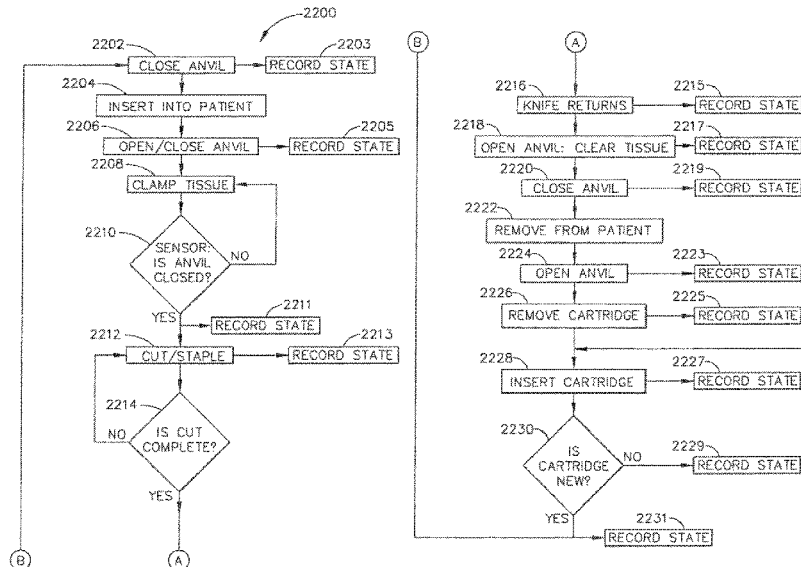 2200
2202
2203
CLOSE ANVIL
RECORD STATE
2204
INSERT INTO PATIENT
2206
2205
OPEN/CLOSE ANVIL
RECORD STATE
2208
CLAMP TISSUE
2210
SENSOR:
IS ANVIL
CLOSED?
NO
YES
2211
RECORD STATE
2212
2213
CUT/STAPLE
RECORD STATE
2214
IS CUT
COMPLETE?
NO
YES
B
A
B
A
2216
2215
KNIFE RETURNS
RECORD STATE
2218
2217
OPEN ANVIL: CLEAR TISSUE
RECORD STATE
2220
2219
CLOSE ANVIL
RECORD STATE
2222
REMOVE FROM PATIENT
2224
2223
OPEN ANVIL
RECORD STATE
2226
2225
REMOVE CARTRIDGE
RECORD STATE
2228
2227
INSERT CARTRIDGE
RECORD STATE
2230
IS
CARTRIDGE
NEW?
NO
2229
RECORD STATE
YES
2231
RECORD STATE